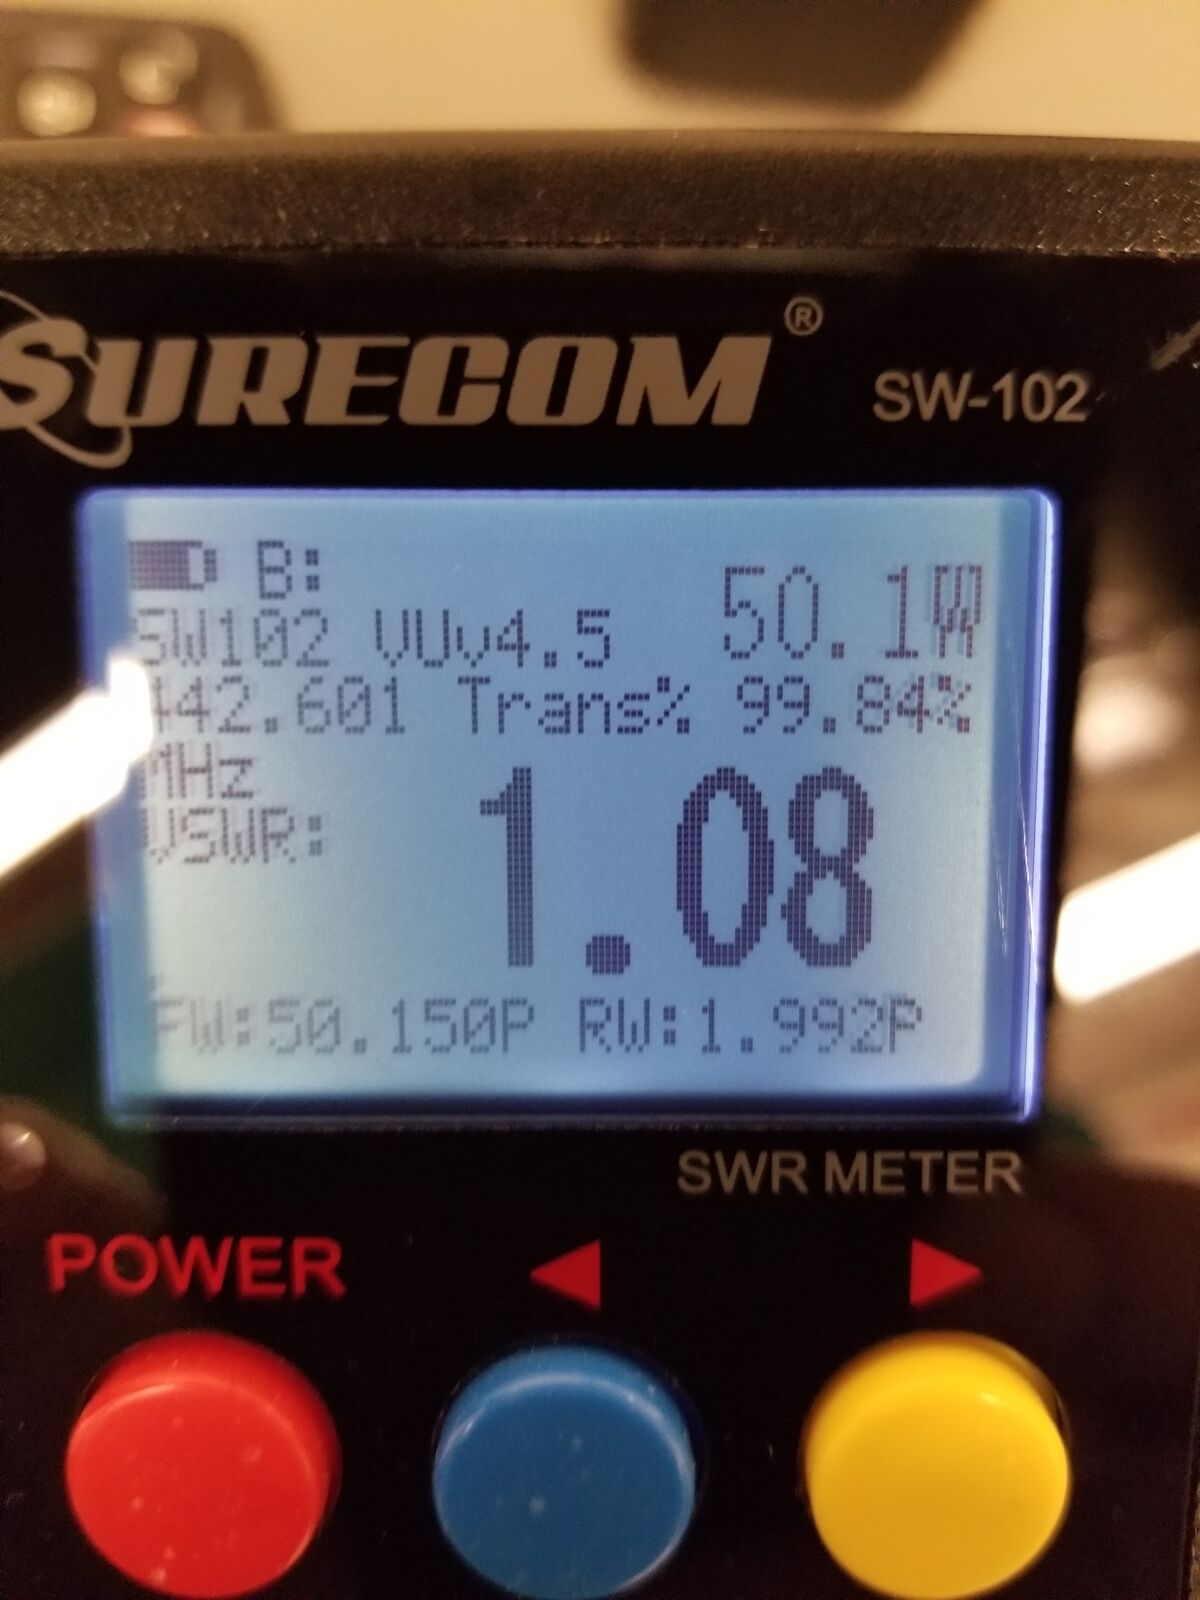 SURECOM®
SW-102
B:
50.1W
SW102 VUv4.5
442.601 Trans% 99.84%
MHz
VSWR: 1.08
FW:50.150P RW:1.992P
SWR METER
POWER